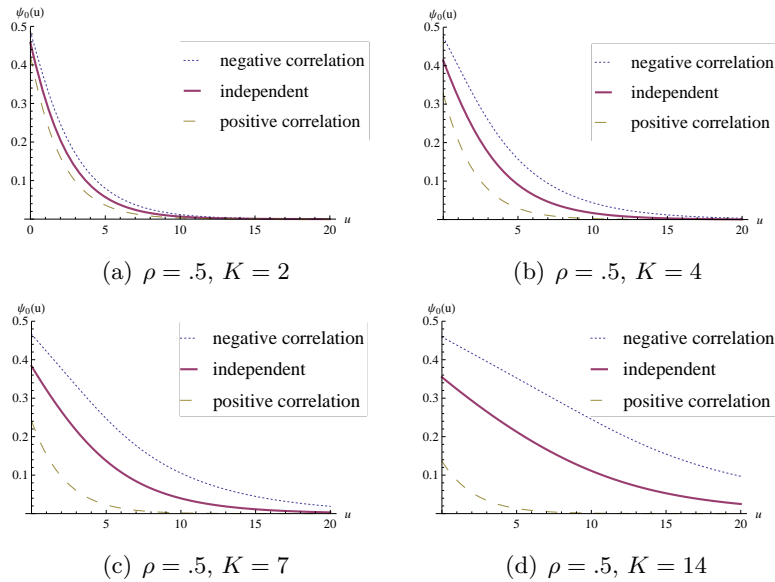 ψ₀(u)
0.5
negative correlation
0.4
independent
0.3
positive correlation
0.2
0.1
0 5 10 15 20 u
(a) ρ = .5, K = 2
ψ₀(u)
0.5
negative correlation
0.4
independent
0.3
positive correlation
0.2
0.1
5 10 15 20 u
(b) ρ = .5, K = 4
ψ₀(u)
0.5
negative correlation
0.4
independent
0.3
positive correlation
0.2
0.1
5 10 15 20 u
(c) ρ = .5, K = 7
ψ₀(u)
0.5
negative correlation
0.4
independent
0.3
positive correlation
0.2
0.1
5 10 15 20 u
(d) ρ = .5, K = 14